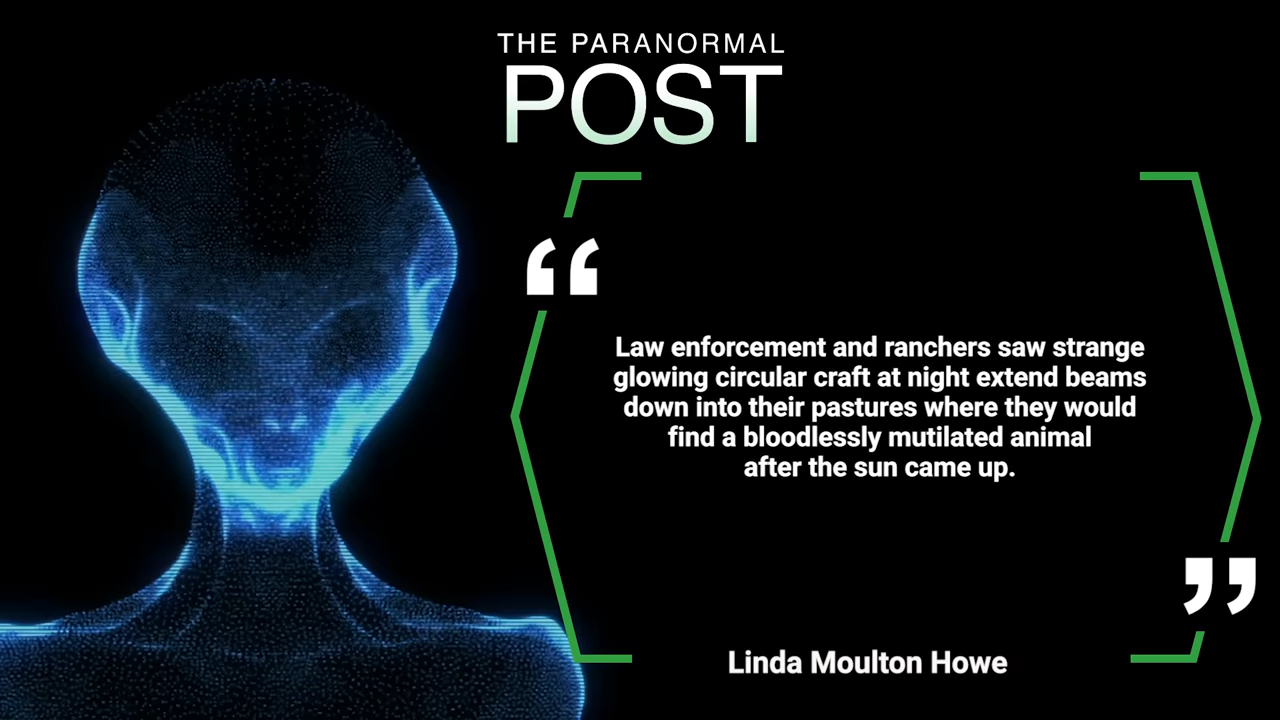 THE PARANORMAL
POST
“
Law enforcement and ranchers saw strange
glowing circular craft at night extend beams
down into their pastures where they would
find a bloodlessly mutilated animal
after the sun came up.
”
Linda Moulton Howe